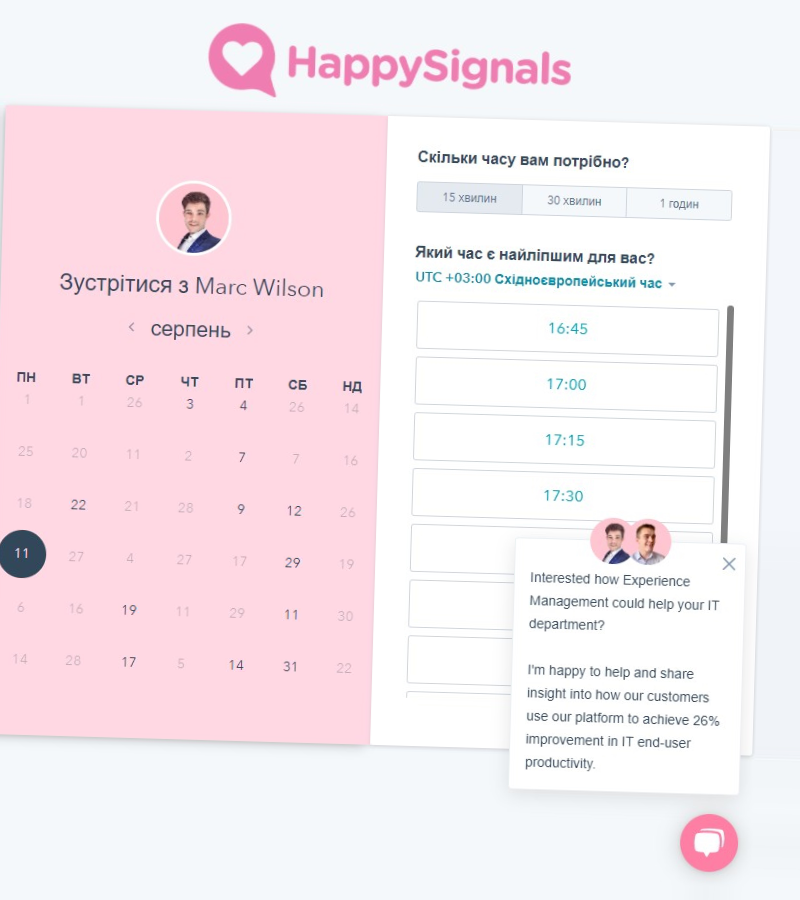 HappySignals
Зустрітися з Marc Wilson
серпень
ПН ВТ СР ЧТ ПТ СБ НД
1 1 26 3 4 26 14
25 20 11 2 7 7 16
18 22 21 28 9 12 26
11 27 4 27 17 29 19
6 16 19 11 29 11 30
14 28 17 5 14 31 22
Скільки часу вам потрібно?
15 хвилин 30 хвилин 1 годин
Який час є найліпшим для вас?
UTC +03:00 Східноєвропейський час
16:45
17:00
17:15
17:30
Interested how Experience
Management could help your IT
department?
I'm happy to help and share
insight into how our customers
use our platform to achieve 26%
improvement in IT end-user
productivity.